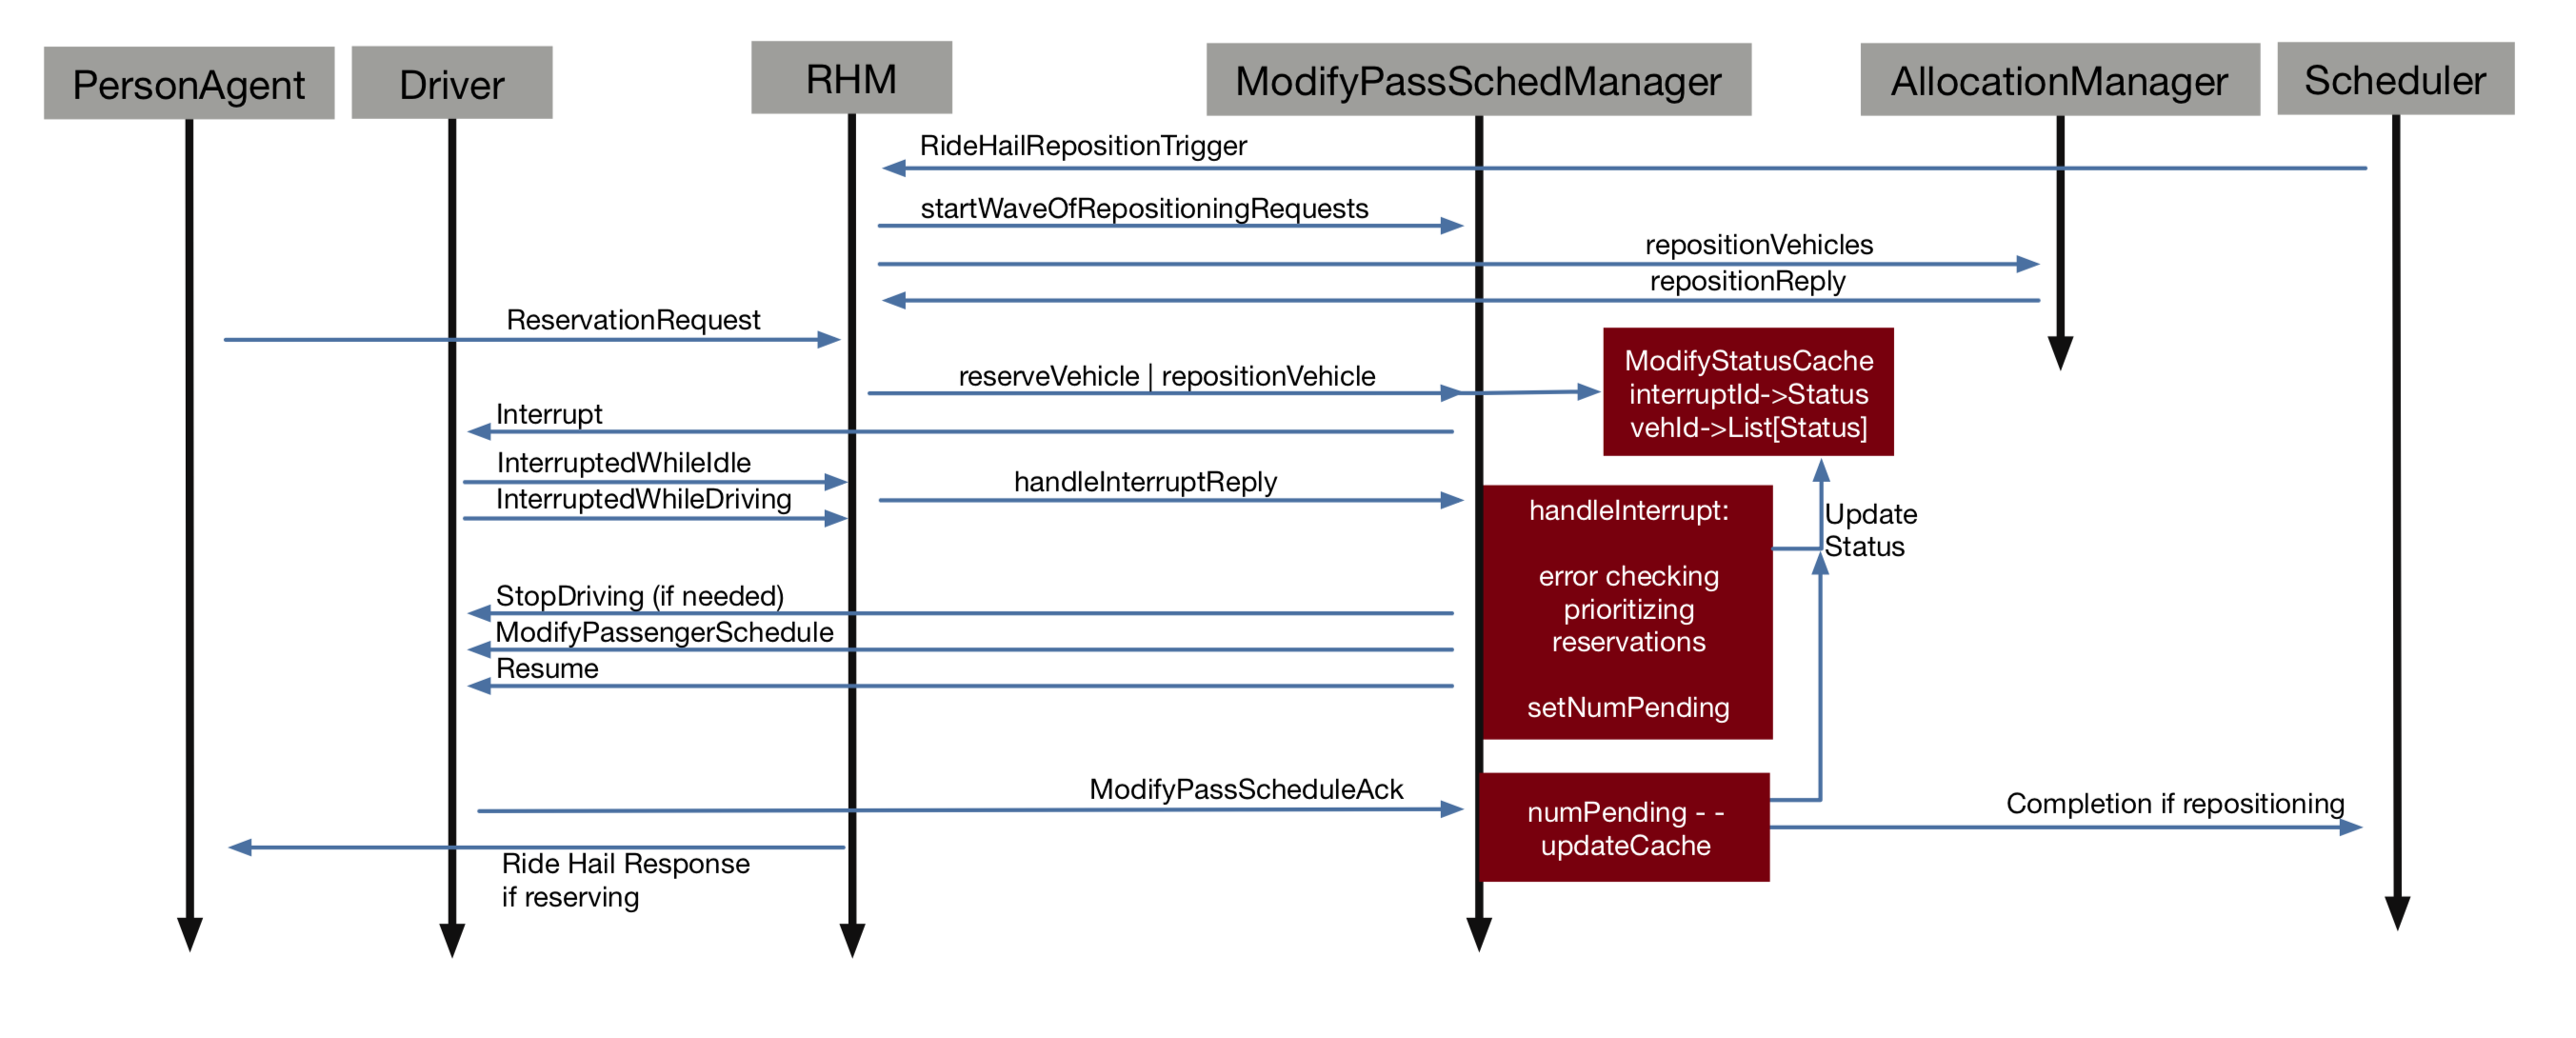 PersonAgent
Driver
RHM
ModifyPassSchedManager
AllocationManager
Scheduler
RideHailRepositionTrigger
startWaveOfRepositioningRequests
repositionVehicles
repositionReply
ReservationRequest
reserveVehicle | repositionVehicle
ModifyStatusCache
interruptId->Status
vehId->List[Status]
Interrupt
InterruptedWhileIdle
InterruptedWhileDriving
handleInterruptReply
handleInterrupt:
error checking
prioritizing
reservations
setNumPending
Update
Status
StopDriving (if needed)
ModifyPassengerSchedule
Resume
ModifyPassScheduleAck
numPending - -
updateCache
Completion if repositioning
Ride Hail Response
if reserving